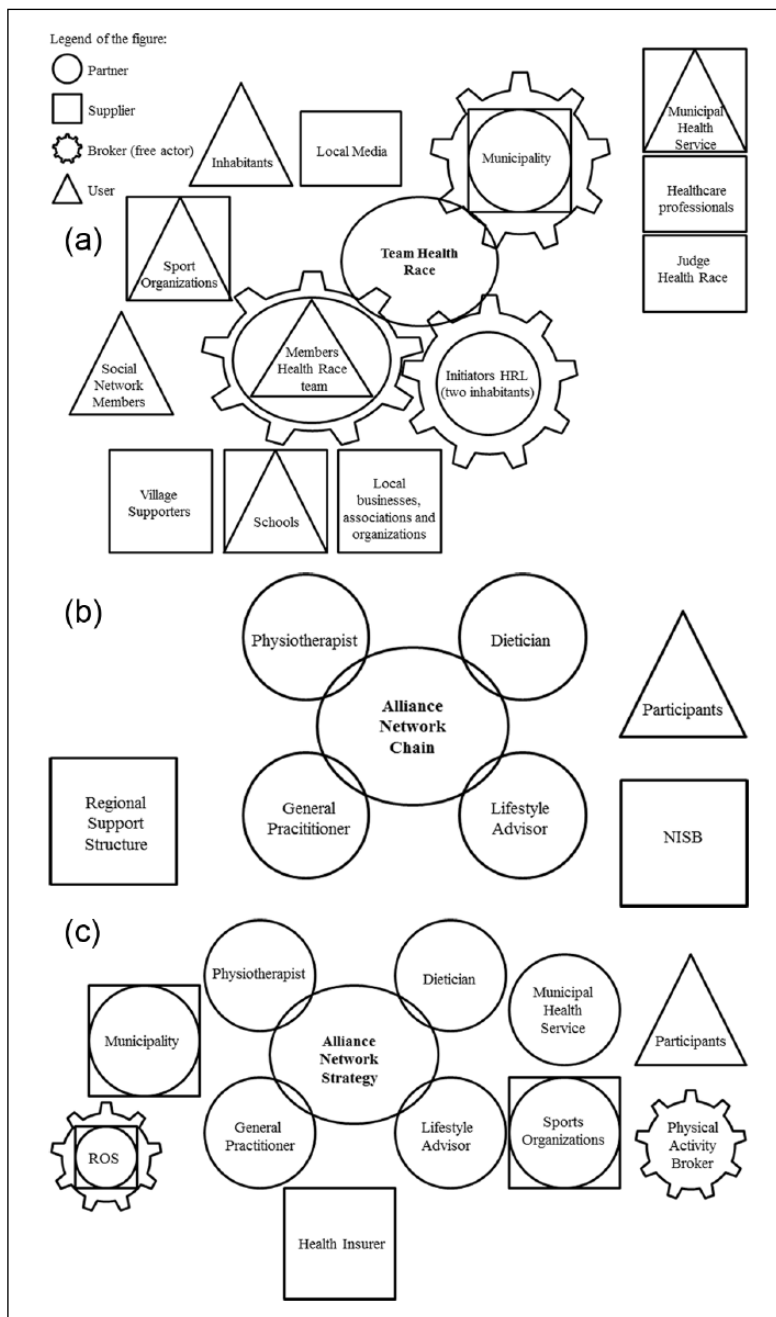 Legend of the figure:
Partner
Supplier
Broker (free actor)
User
(a)
Inhabitants
Local Media
Municipality
Municipal
Health
Service
Healthcare
professionals
Judge
Health Race
Team Health
Race
Sport
Organizations
Social
Network
Members
Members
Health Race
team
Initiators HRL
(two inhabitants)
Village
Supporters
Schools
Local
businesses,
associations and
organizations
(b)
Physiotherapist
Dietician
Alliance
Network
Chain
Participants
Regional
Support
Structure
General
Pracititioner
Lifestyle
Advisor
NISB
(c)
Physiotherapist
Dietician
Municipal
Health
Service
Participants
Municipality
Alliance
Network
Strategy
ROS
General
Practitioner
Lifestyle
Advisor
Sports
Organizations
Physical
Activity
Broker
Health Insurer